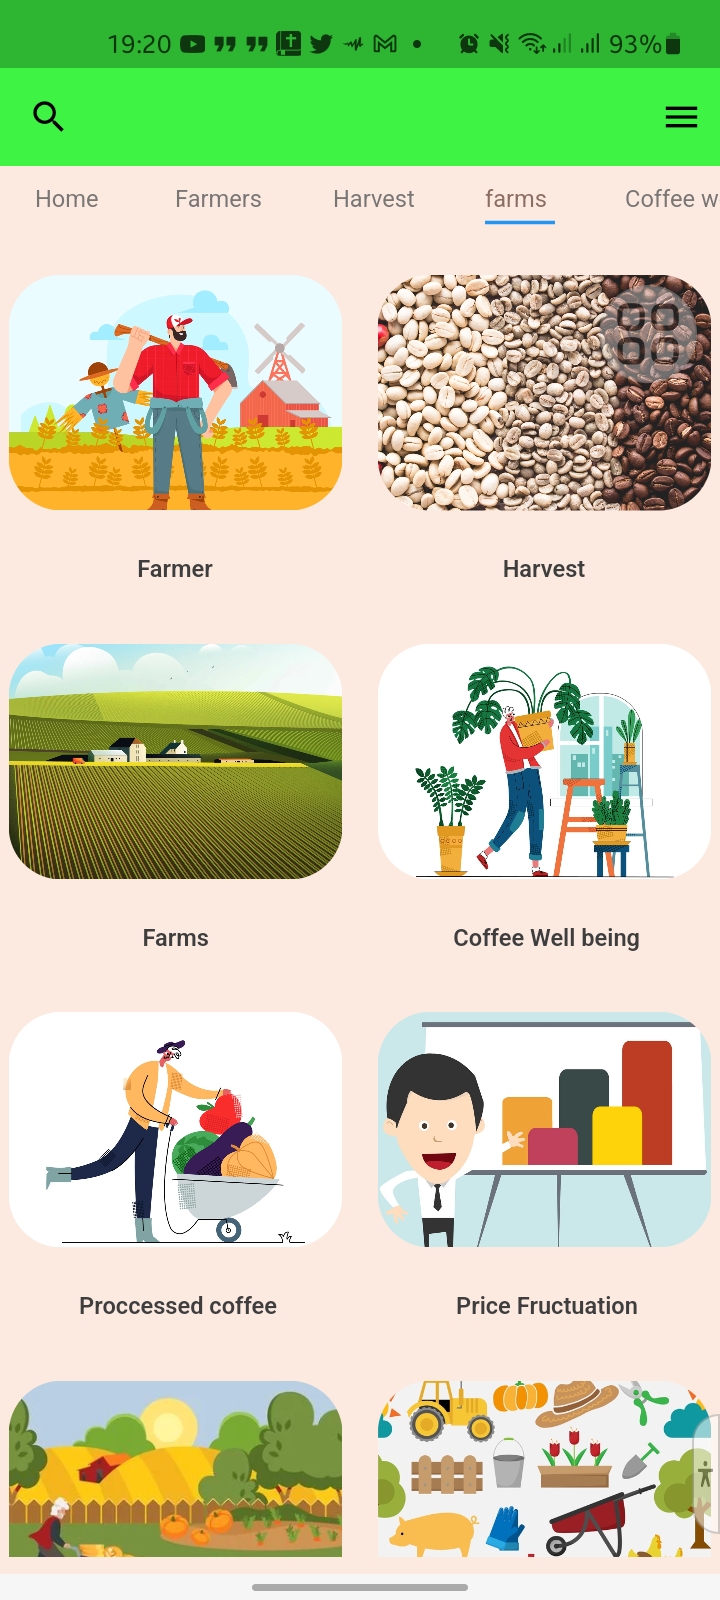 19:20
93%
Home Farmers Harvest farms Coffee w
Farmer Harvest
Farms Coffee Well being
Proccessed coffee Price Fructuation